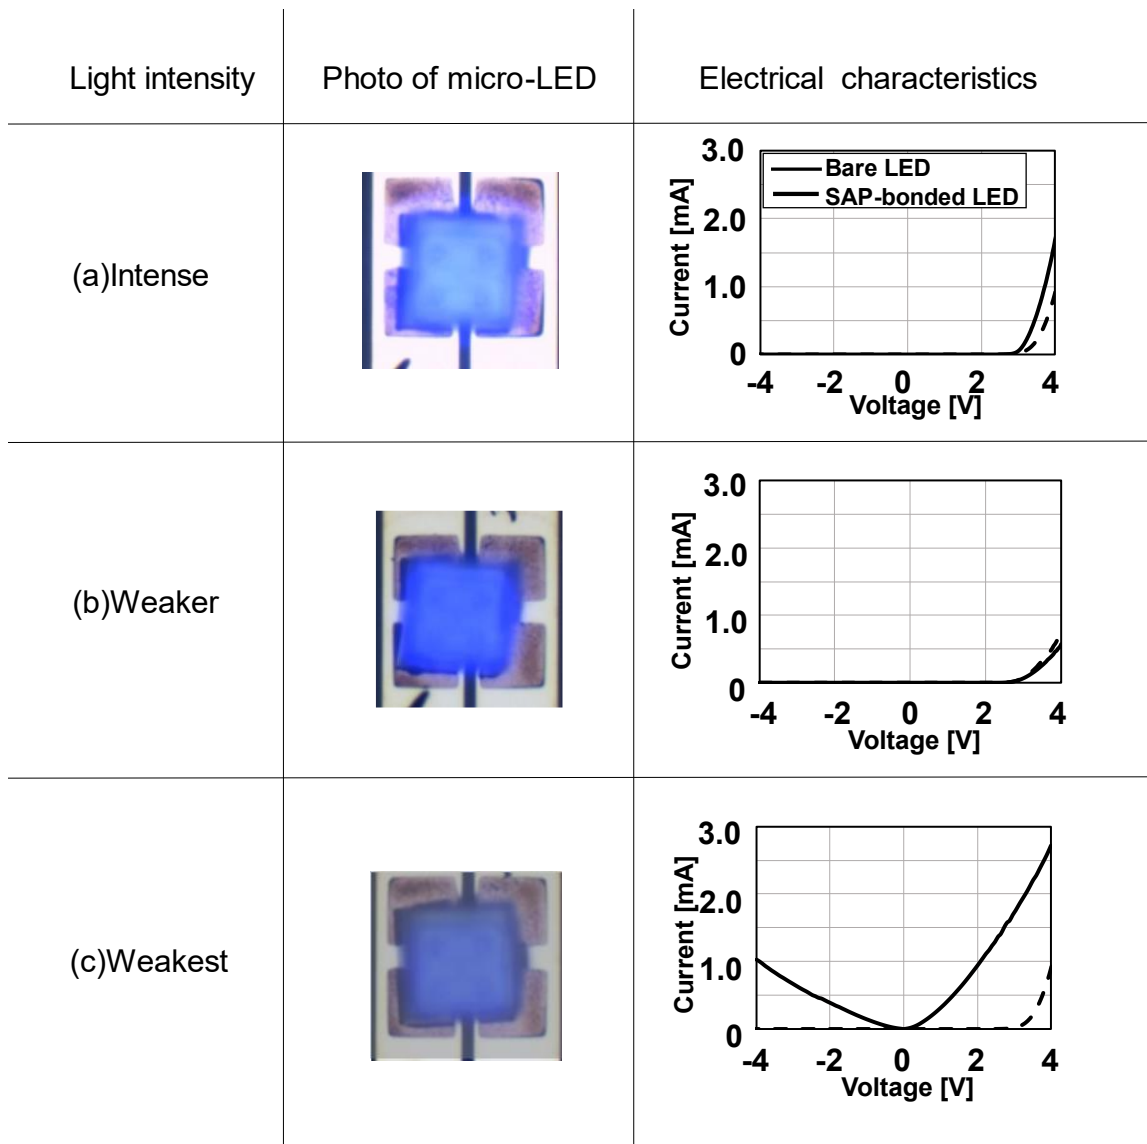 Light intensity
Photo of micro-LED
Electrical characteristics
(a)Intense
3.0
2.0
1.0
0
Current [mA]
Bare LED
SAP-bonded LED
-4 -2 0 2 4
Voltage [V]
(b)Weaker
3.0
2.0
1.0
0
Current [mA]
-4 -2 0 2 4
Voltage [V]
(c)Weakest
3.0
2.0
1.0
0
Current [mA]
-4 -2 0 2 4
Voltage [V]